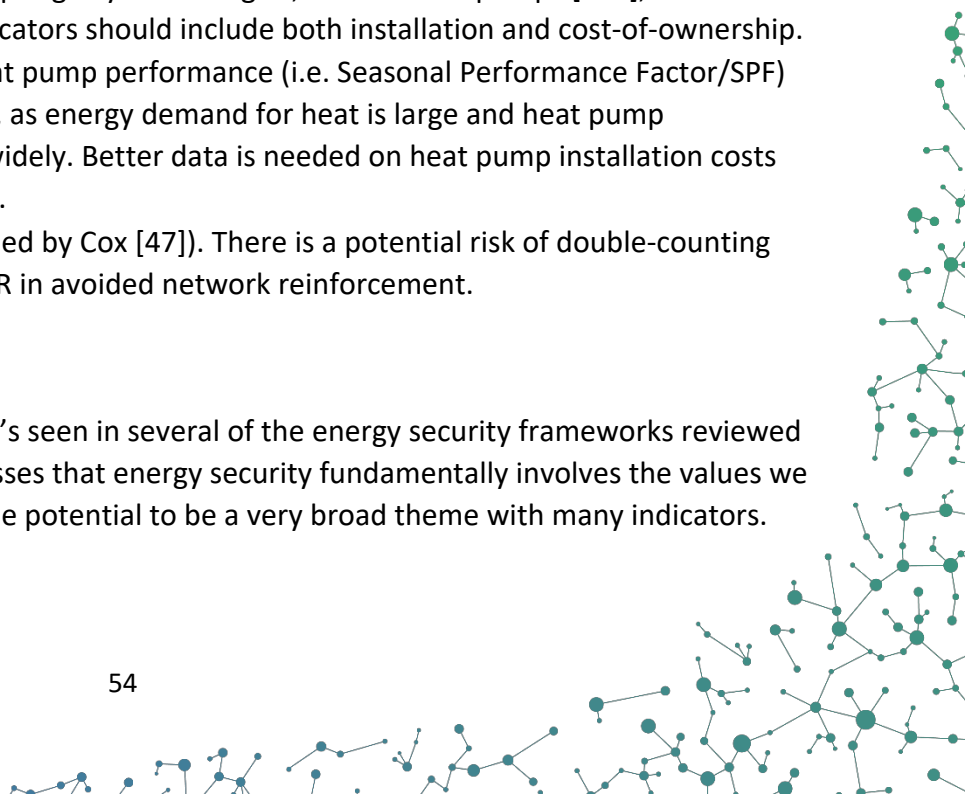 cators should include both installation and cost-of-ownership.
at pump performance (i.e. Seasonal Performance Factor/SPF)
as energy demand for heat is large and heat pump
videly. Better data is needed on heat pump installation costs
.
ed by Cox [47]). There is a potential risk of double-counting
R in avoided network reinforcement.
's seen in several of the energy security frameworks reviewed
sses that energy security fundamentally involves the values we
e potential to be a very broad theme with many indicators.
54